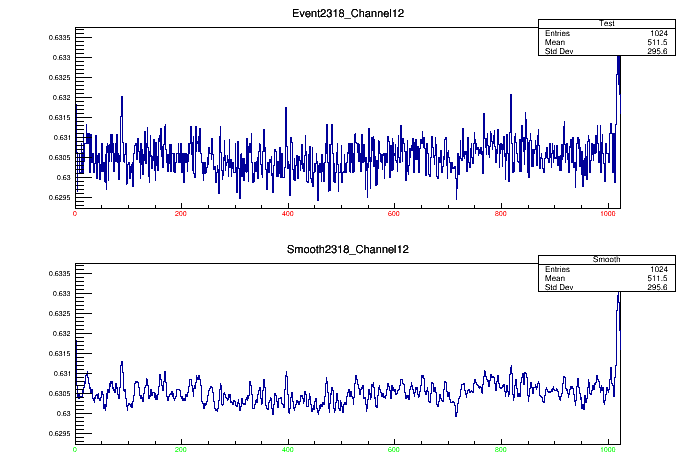 Event2318_Channel12
Test
Entries 1024
Mean 511.5
Std Dev 295.6
0.6335
0.633
0.6325
0.632
0.6315
0.631
0.6305
0.63
0.6295
0 200 400 600 800 1000
Smooth2318_Channel12
Smooth
Entries 1024
Mean 511.5
Std Dev 295.6
0.6335
0.633
0.6325
0.632
0.6315
0.631
0.6305
0.63
0.6295
0 200 400 600 800 1000